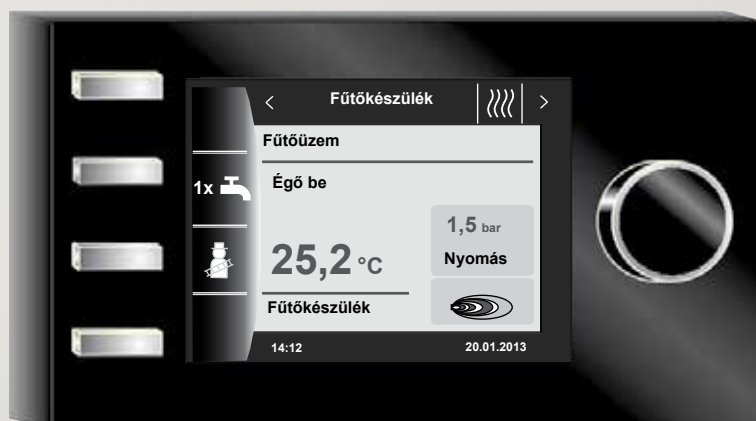 Fűtőkészülék
Fűtőüzem
1x
Égő be
1,5 bar
Nyomás
25,2 °C
Fűtőkészülék
14:12
20.01.2013